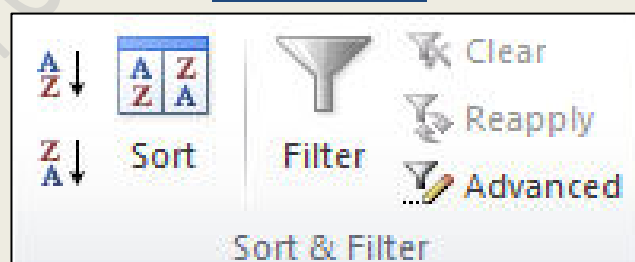 A
Z
A Z
Z A
Z
A
Sort
Filter
Clear
Reapply
Advanced
Sort & Filter